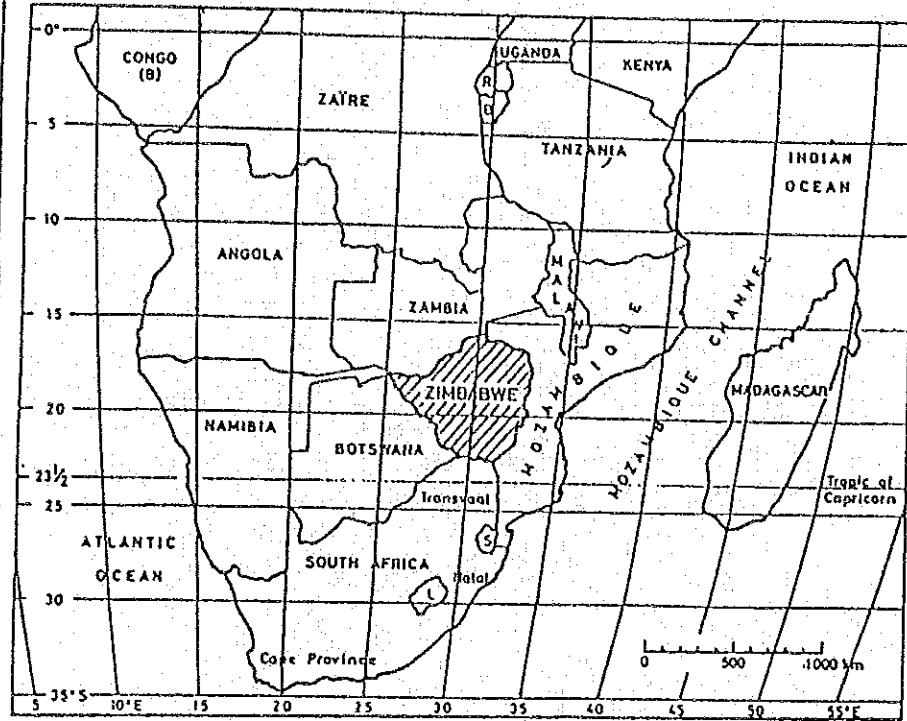 0°
CONGO
(B)
ZAÏRE
UGANDA
KENYA
R
B
5
TANZANIA
INDIAN
OCEAN
10
ANGOLA
MALAWI
ZAMBIA
15
MOZAMBIQUE
MOZAMBIQUE CHANNEL
ZIMBABWE
MADAGASCAR
20
NAMIBIA
BOTSWANA
23½
Transvaal
Tropic of
Capricorn
25
S
ATLANTIC
OCEAN
SOUTH AFRICA
Natal
L
30
0 500 1000 km
Cape Province
35°S
5 10°E 15 20 25 30 35 40 45 50 55°E